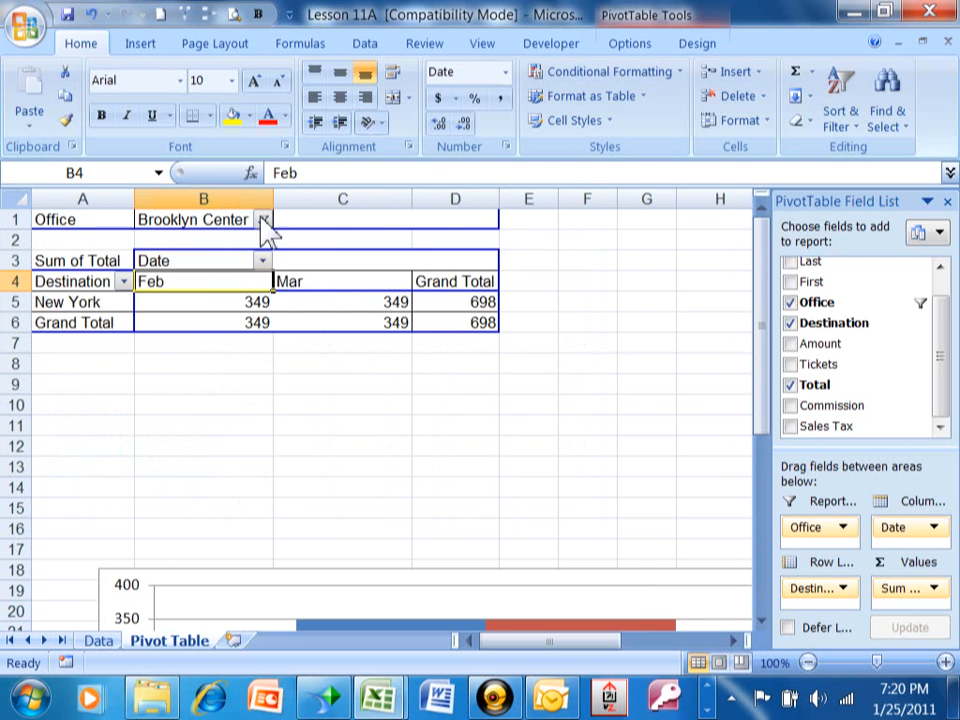 Lesson 11A [Compatibility Mode] - Micros...
PivotTable Tools
Home Insert Page Layout Formulas Data Review View Developer Options Design
Paste
Arial 10
B I U
A A
Date
$ % ,
Conditional Formatting
Format as Table
Cell Styles
Insert
Delete
Format
Σ
Sort & Filter
Find & Select
Clipboard Font Alignment Number Styles Cells Editing
B4 fx Feb
A B C D E F G H
1 Office Brooklyn Center
2
3 Sum of Total Date
4 Destination Feb Mar Grand Total
5 New York 349 349 698
6 Grand Total 349 349 698
7
8
9
10
11
12
13
14
15
16
17
18
19
20
21
400
350
PivotTable Field List
Choose fields to add
to report:
Last
First
Office
Destination
Amount
Tickets
Total
Commission
Sales Tax
Drag fields between areas
below:
Report... Colum...
Office Date
Row L... Σ Values
Destin... Sum ...
Defer L... Update
Data Pivot Table
Ready 100%
7:20 PM
1/25/2011